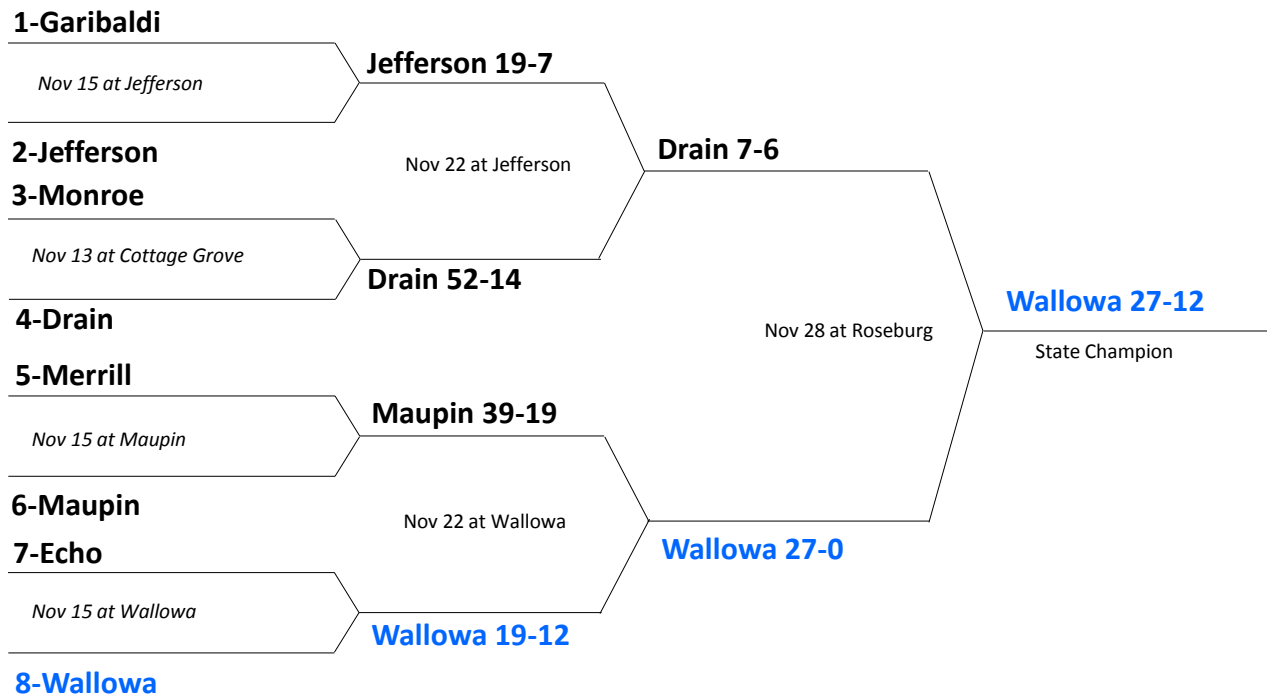 1-Garibaldi
Nov 15 at Jefferson
Jefferson 19-7
2-Jefferson
Nov 22 at Jefferson
Drain 7-6
3-Monroe
Nov 13 at Cottage Grove
Drain 52-14
4-Drain
Nov 28 at Roseburg
Wallowa 27-12
State Champion
5-Merrill
Nov 15 at Maupin
Maupin 39-19
6-Maupin
Nov 22 at Wallowa
Wallowa 27-0
7-Echo
Nov 15 at Wallowa
Wallowa 19-12
8-Wallowa